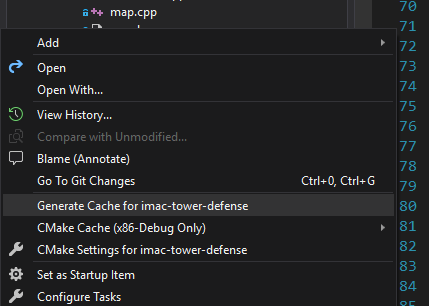 map.cpp
70
71
72
73
74
75
76
77
78
79
80
81
82
83
84
85
Add
Open
Open With...
View History...
Compare with Unmodified...
Blame (Annotate)
Go To Git Changes Ctrl+0, Ctrl+G
Generate Cache for imac-tower-defense
CMake Cache (x86-Debug Only)
CMake Settings for imac-tower-defense
Set as Startup Item
Configure Tasks